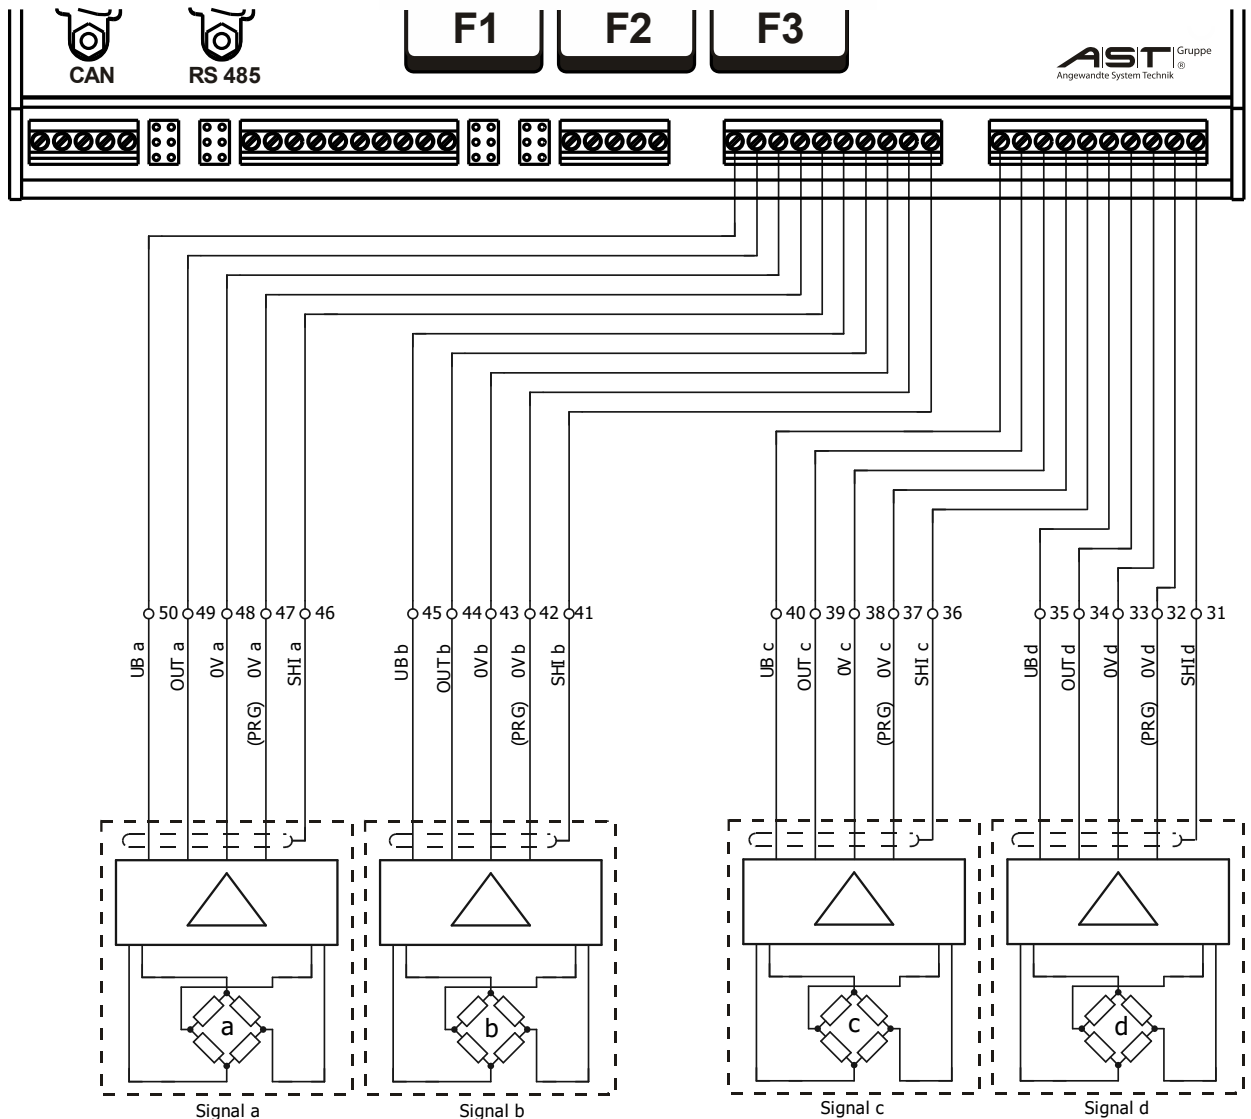 F1 F2 F3
CAN RS 485
AST Gruppe ®
Angewandte System Technik
50 49 48 47 46 45 44 43 42 41 40 39 38 37 36 35 34 33 32 31
UB a
OUT a
0V a
(PRG) 0V a
SHI a
UB b
OUT b
0V b
(PRG) 0V b
SHI b
UB c
OUT c
0V c
(PRG) 0V c
SHI c
UB d
OUT d
0V d
(PRG) 0V d
SHI d
a b c d
Signal a Signal b Signal c Signal d